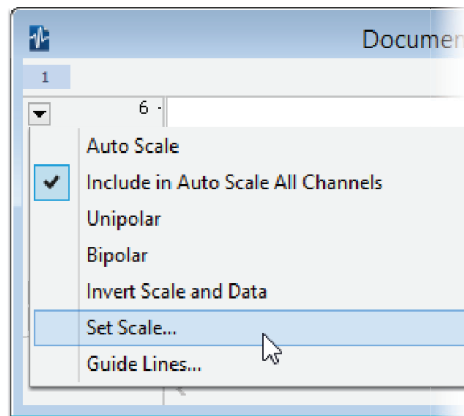 Documen
1
6
Auto Scale
Include in Auto Scale All Channels
Unipolar
Bipolar
Invert Scale and Data
Set Scale...
Guide Lines...